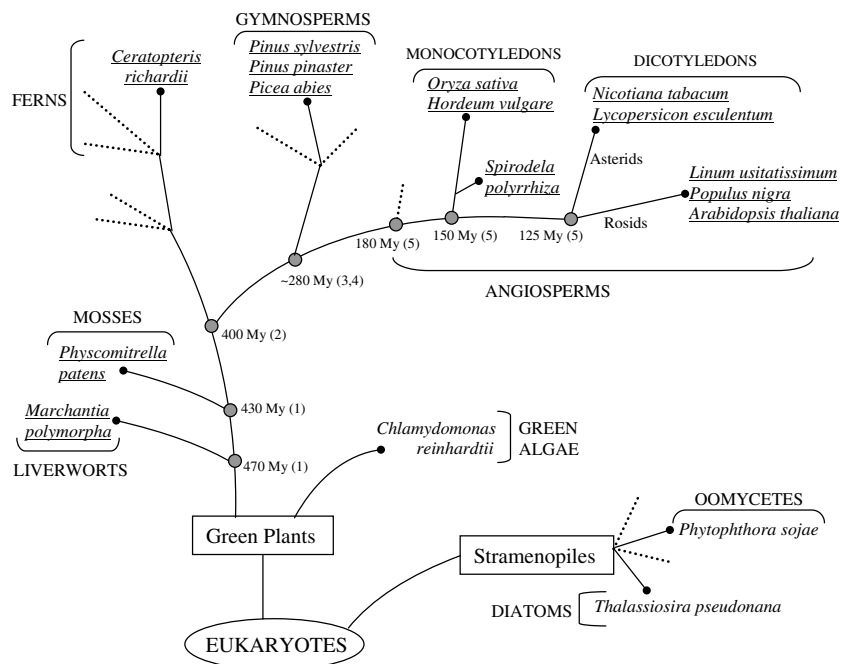 GYMNOSPERMS
Pinus sylvestris
Pinus pinaster
Picea abies
Ceratopteris
richardii
FERNS
MONOCOTYLEDONS
Oryza sativa
Hordeum vulgare
DICOTYLEDONS
Nicotiana tabacum
Lycopersicon esculentum
Asterids
Spirodela
polyrrhiza
Linum usitatissimum
Populus nigra
Arabidopsis thaliana
Rosids
180 My (5)
150 My (5)
125 My (5)
~280 My (3,4)
ANGIOSPERMS
MOSSES
400 My (2)
Physcomitrella
patens
430 My (1)
Marchantia
polymorpha
LIVERWORTS
470 My (1)
Chlamydomonas
reinhardtii
GREEN
ALGAE
Green Plants
OOMYCETES
Phytophthora sojae
Stramenopiles
DIATOMS
Thalassiosira pseudonana
EUKARYOTES